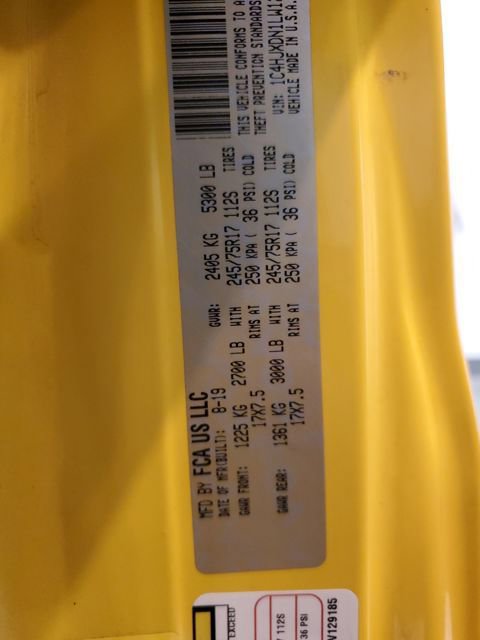 MFD BY FCA US LLC
DATE OF MFR(BUILT): 8-19 GVWR: 2405 KG 5300 LB
GAWR FRONT: 1225 KG 2700 LB WITH 245/75R17 112S TIRES
17X7.5 RIMS AT 250 KPA ( 36 PSI) COLD
GAWR REAR: 1361 KG 3000 LB WITH 245/75R17 112S TIRES
17X7.5 RIMS AT 250 KPA ( 36 PSI) COLD
THIS VEHICLE CONFORMS TO
THEFT PREVENTION STANDARDS
VIN: 1C4HJXDN1LW12
VEHICLE MADE IN U.S.A.
EXCEED
112S
36 PSI
V129185